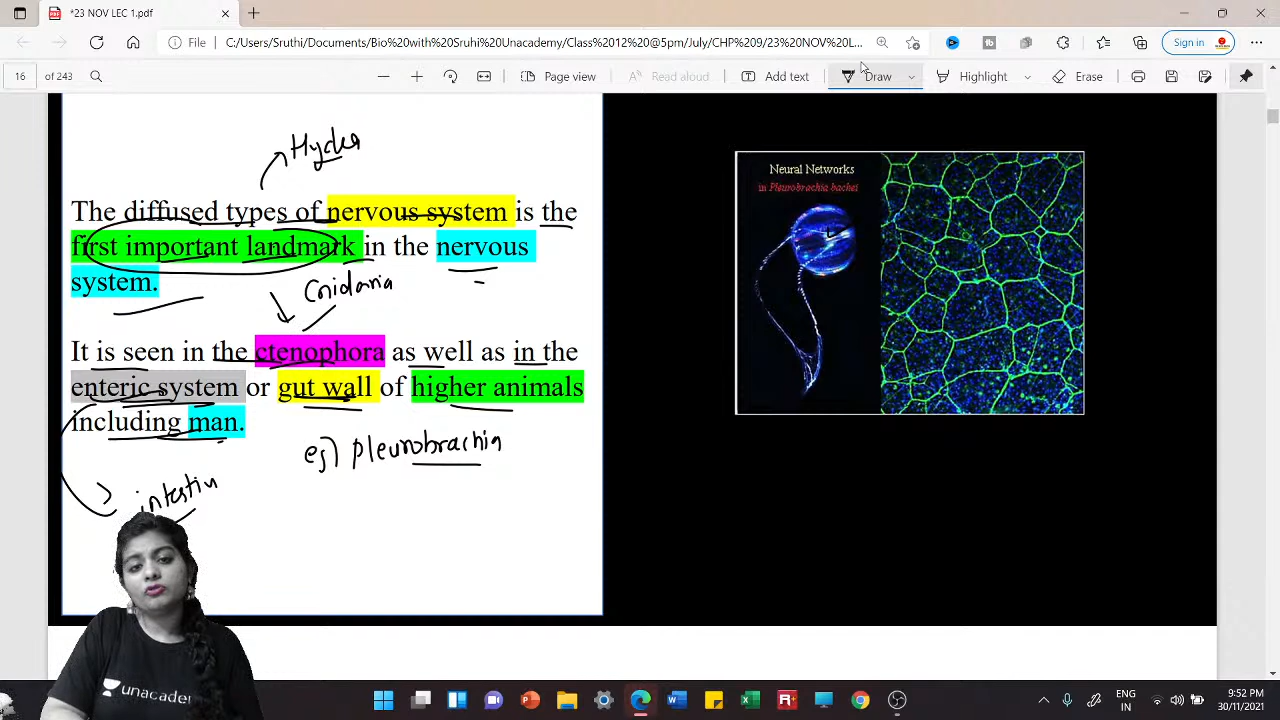 *23 NOV LEC 1.pdf
File
C:/Users/Sruthi/Documents/Bio%20with%20Sruhi%20Unacademy/Class%2012%20@5pm/July/CHP%209/23%20NOV%20L...
Sign in
16 of 243
Page view
Read aloud
Add text
Draw
Highlight
Erase
Hydra
The diffused types of nervous system is the
first important landmark in the nervous
system.
Cnidaria
It is seen in the ctenophora as well as in the
enteric system or gut wall of higher animals
including man.
eg) pleurobrachia
Neural Networks
in Pleurobrachia bachei
unacade
ENG
IN
9:52 PM
30/11/2021